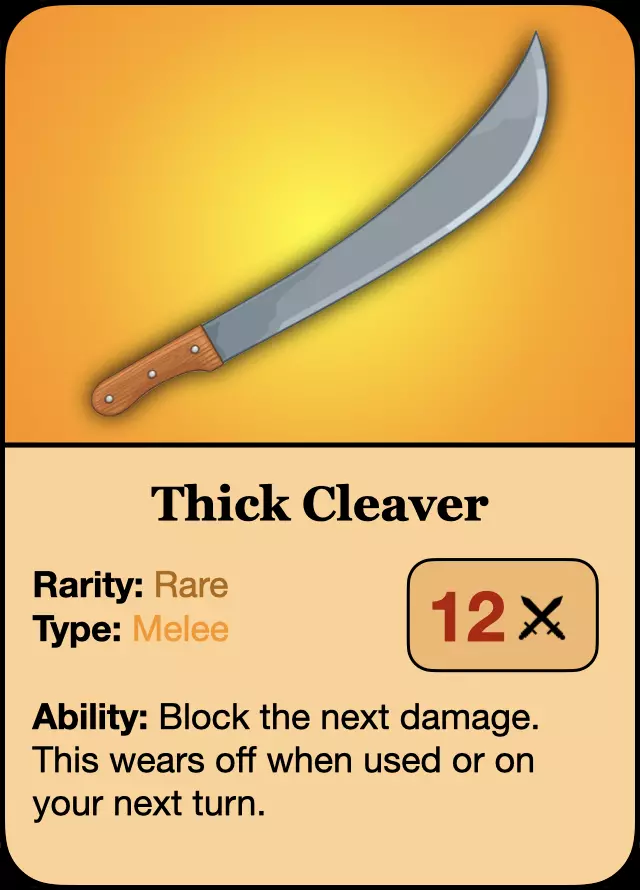 Thick Cleaver
Rarity: Rare
Type: Melee
12
Ability: Block the next damage.
This wears off when used or on
your next turn.